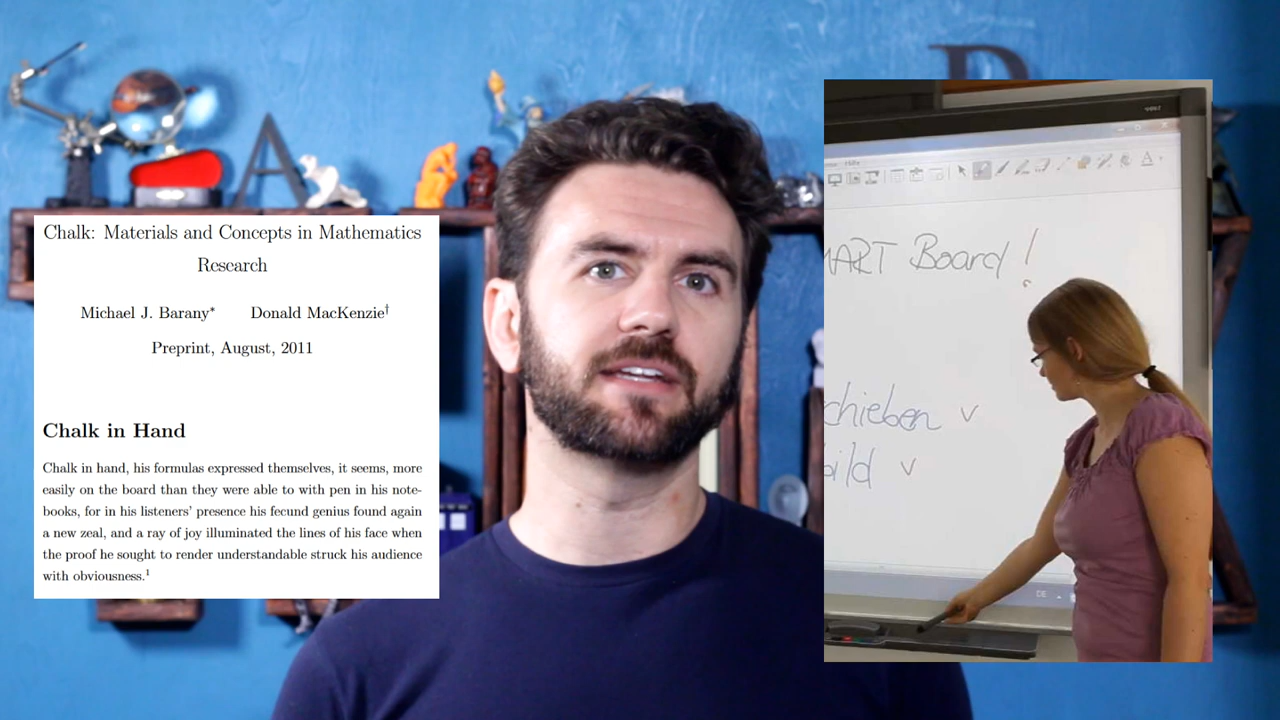 Chalk: Materials and Concepts in Mathematics
Research
Michael J. Barany* Donald MacKenzie†
Preprint, August, 2011
Chalk in Hand
Chalk in hand, his formulas expressed themselves, it seems, more
easily on the board than they were able to with pen in his note-
books, for in his listeners' presence his fecund genius found again
a new zeal, and a ray of joy illuminated the lines of his face when
the proof he sought to render understandable struck his audience
with obviousness.1
A
MART Board!
chieben v
bild v
DE